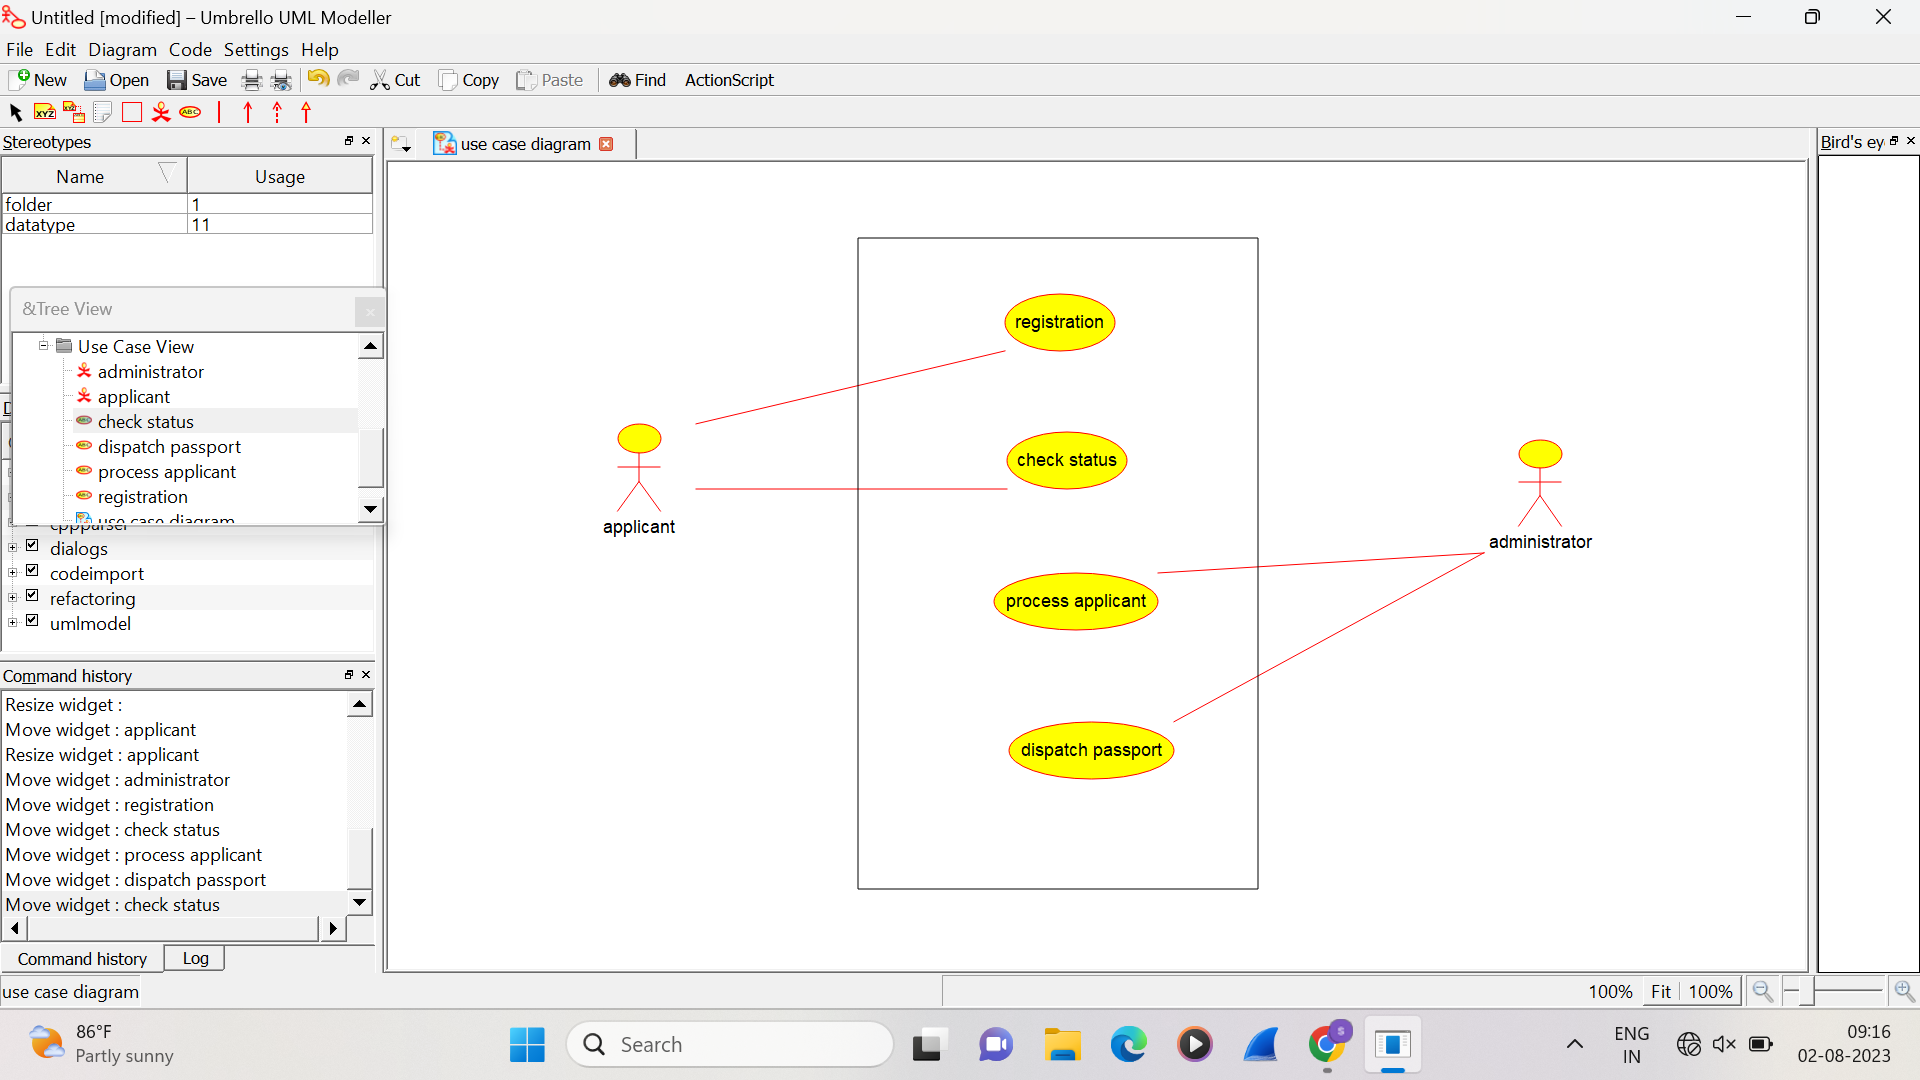 Untitled [modified] – Umbrello UML Modeller
File Edit Diagram Code Settings Help
New Open Save Cut Copy Paste Find ActionScript
XYZ XYZ ABC
Stereotypes
Name Usage
folder 1
datatype 11
&Tree View
Use Case View
administrator
applicant
check status
dispatch passport
process applicant
registration
use case diagram
cppparser
dialogs
codeimport
refactoring
umlmodel
Command history
Resize widget :
Move widget : applicant
Resize widget : applicant
Move widget : administrator
Move widget : registration
Move widget : check status
Move widget : process applicant
Move widget : dispatch passport
Move widget : check status
Command history Log
use case diagram
use case diagram
registration
check status
applicant
administrator
process applicant
dispatch passport
Bird's ey
100% Fit 100%
86°F
Partly sunny
Search
S
ENG
IN
09:16
02-08-2023